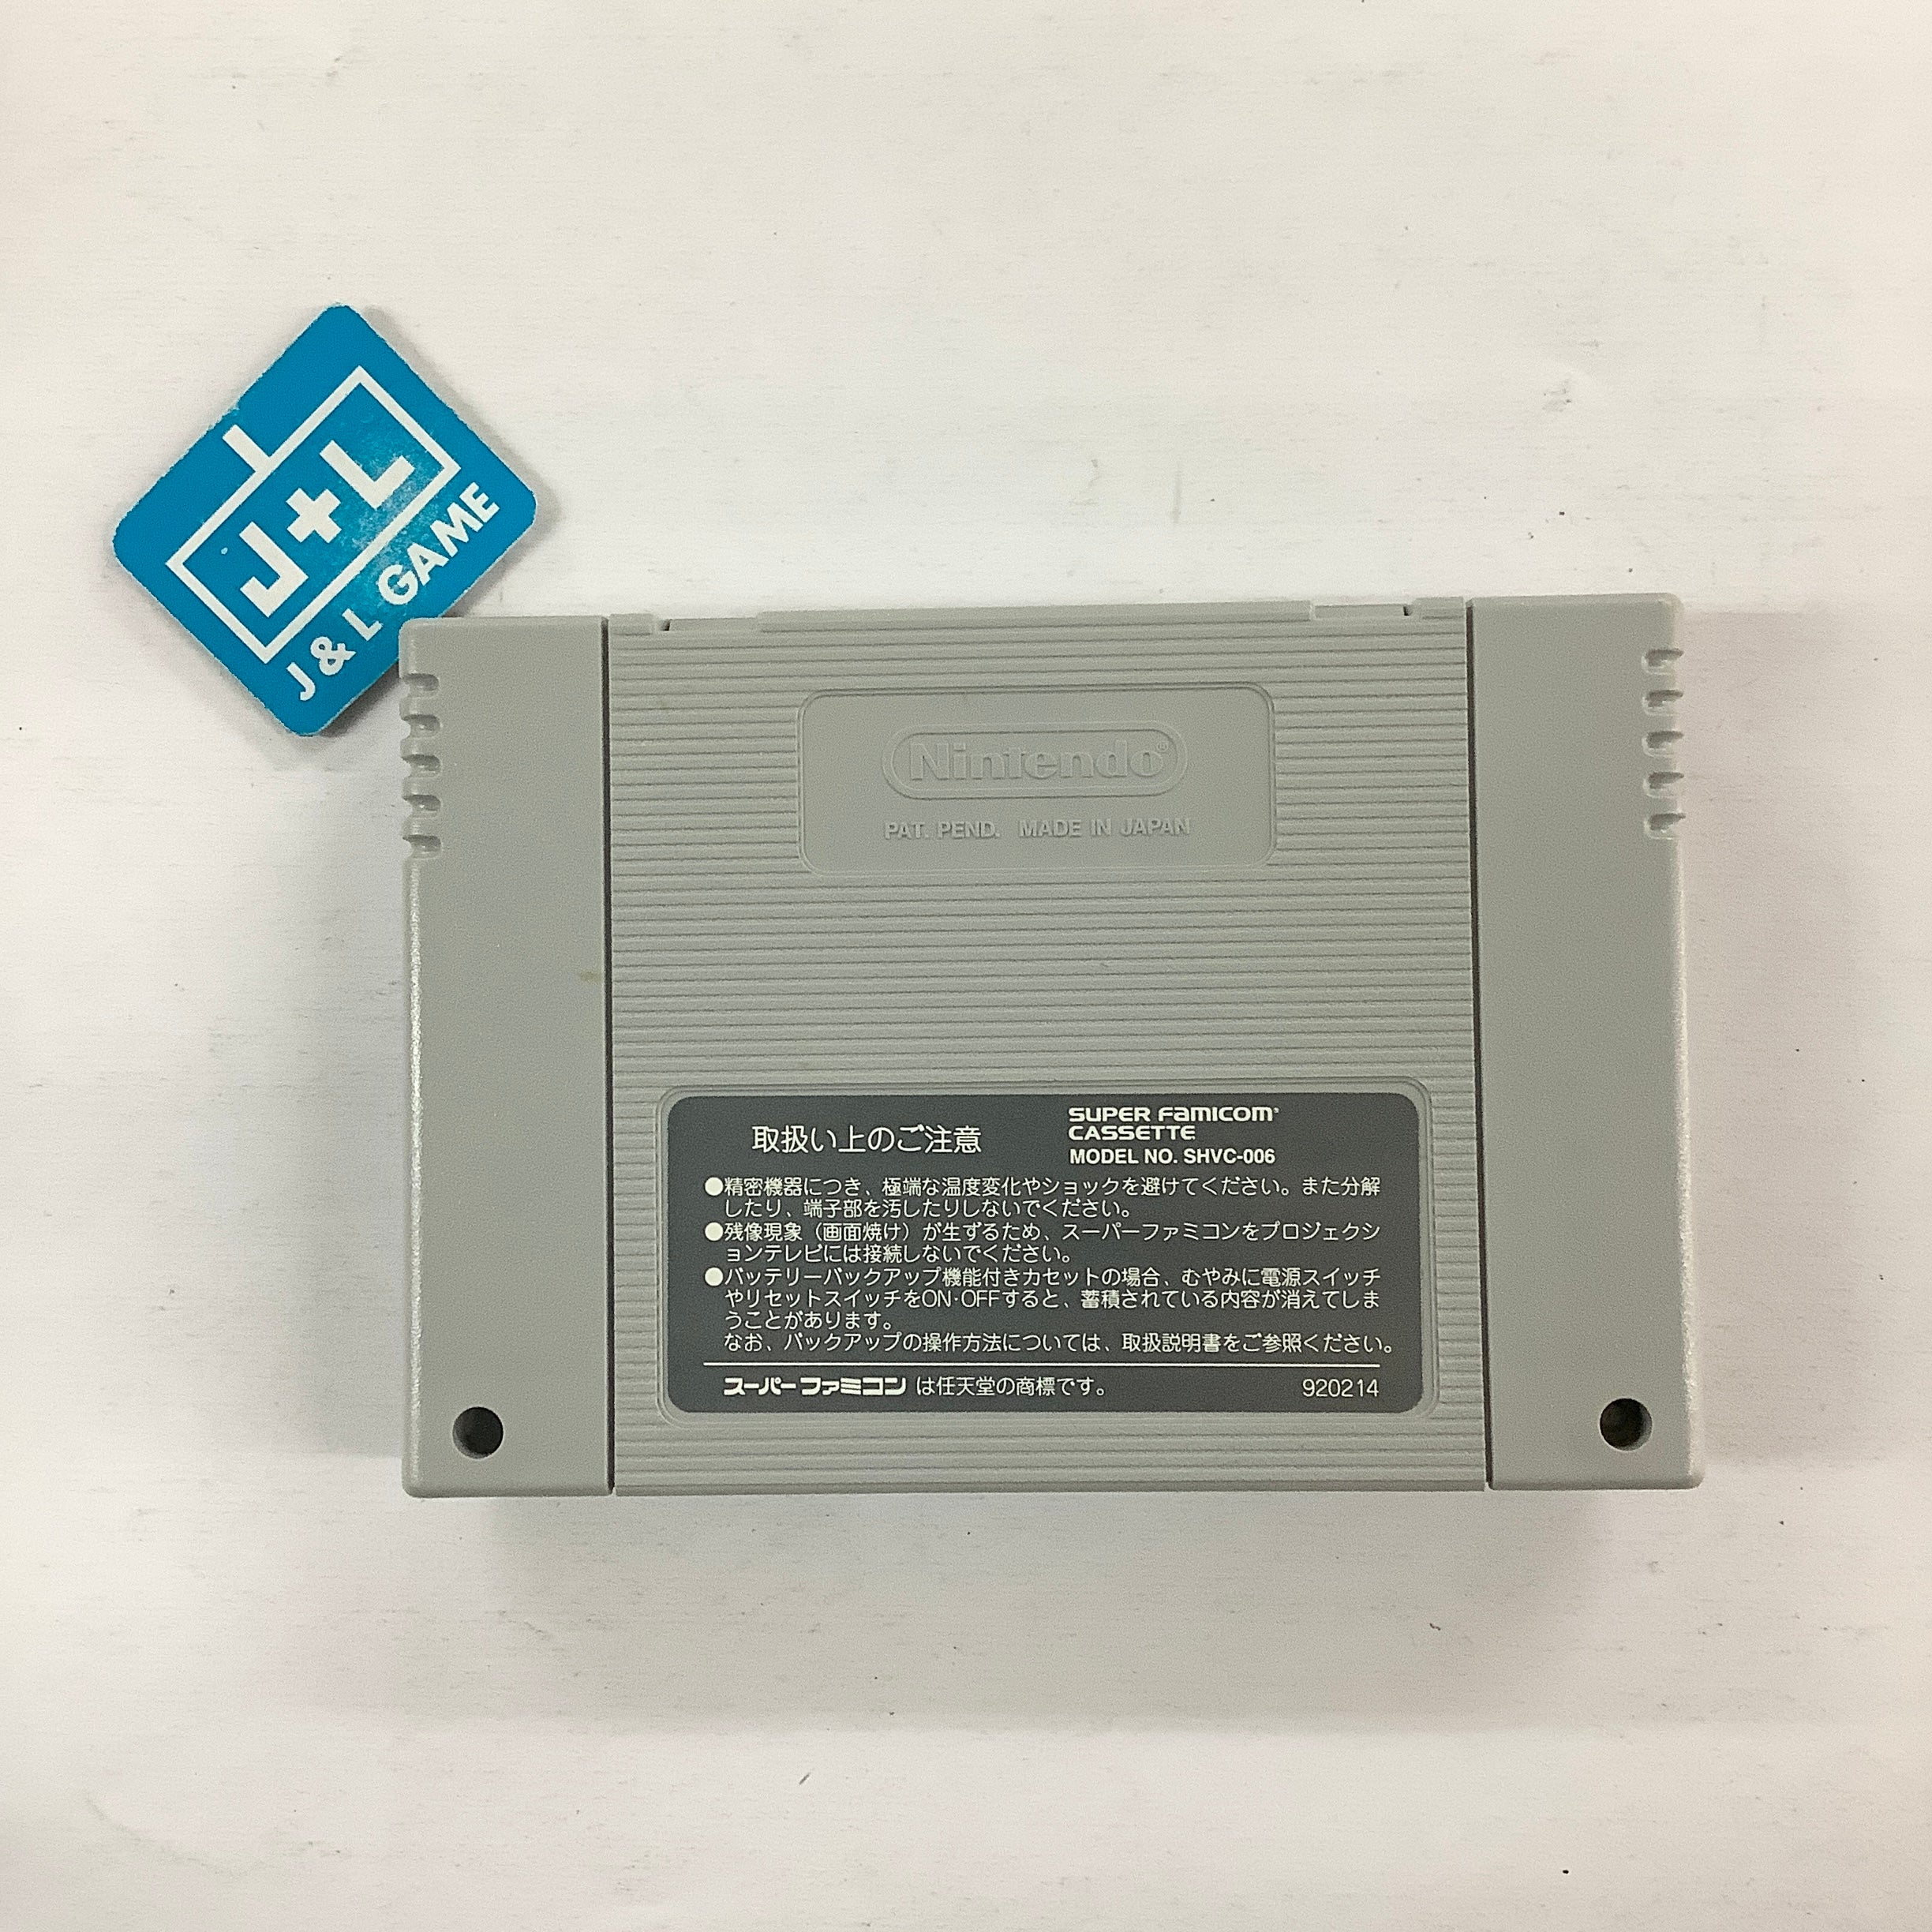 J+L
J & L GAME
Nintendo®
PAT. PEND. MADE IN JAPAN
取扱い上のご注意
SUPER FAMICOM
CASSETTE
MODEL NO. SHVC-006
●精密機器につき、極端な温度変化やショックを避けてください。また分解
したり、端子部を汚したりしないでください。
●残像現象（画面焼け）が生ずるため、スーパーファミコンをプロジェクシ
ョンテレビには接続しないでください。
●バッテリーバックアップ機能付きカセットの場合、むやみに電源スイッチ
やリセットスイッチをON·OFFすると、蓄積されている内容が消えてしま
うことがあります。
なお、バックアップの操作方法については、取扱説明書をご参照ください。
スーパーファミコン は任天堂の商標です。 920214